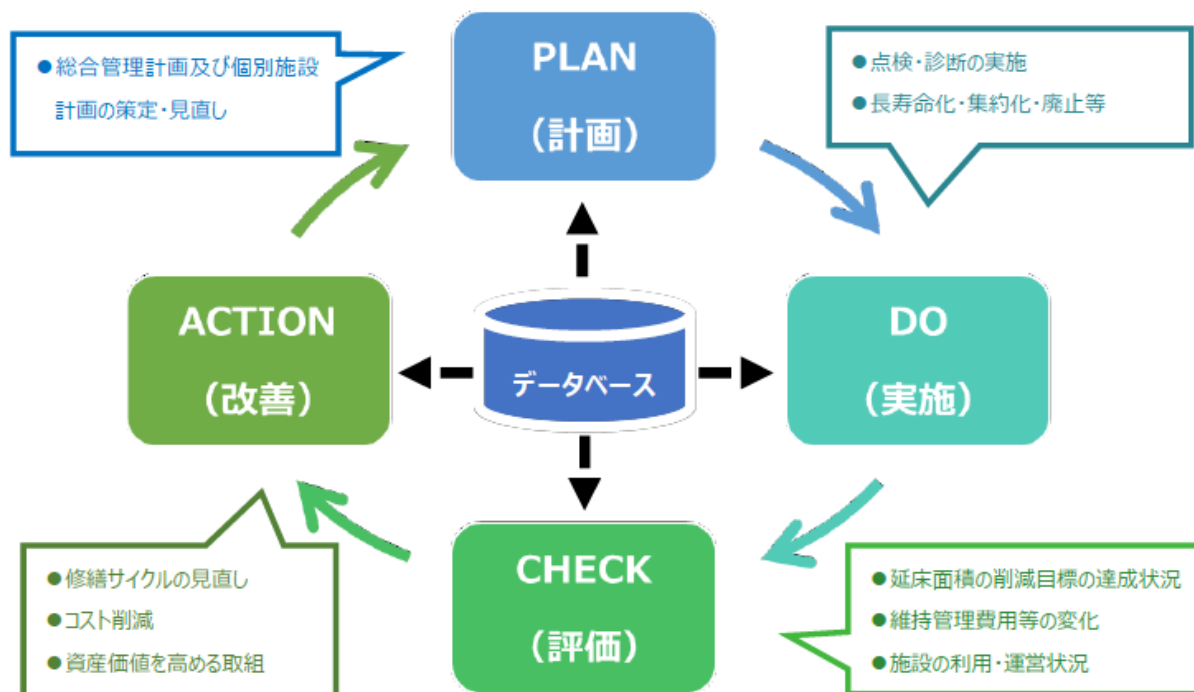 ●総合管理計画及び個別施設
計画の策定・見直し
PLAN
（計画）
●点検・診断の実施
●長寿命化・集約化・廃止等
ACTION
（改善）
データベース
DO
（実施）
●修繕サイクルの見直し
●コスト削減
●資産価値を高める取組
CHECK
（評価）
●延床面積の削減目標の達成状況
●維持管理費用等の変化
●施設の利用・運営状況